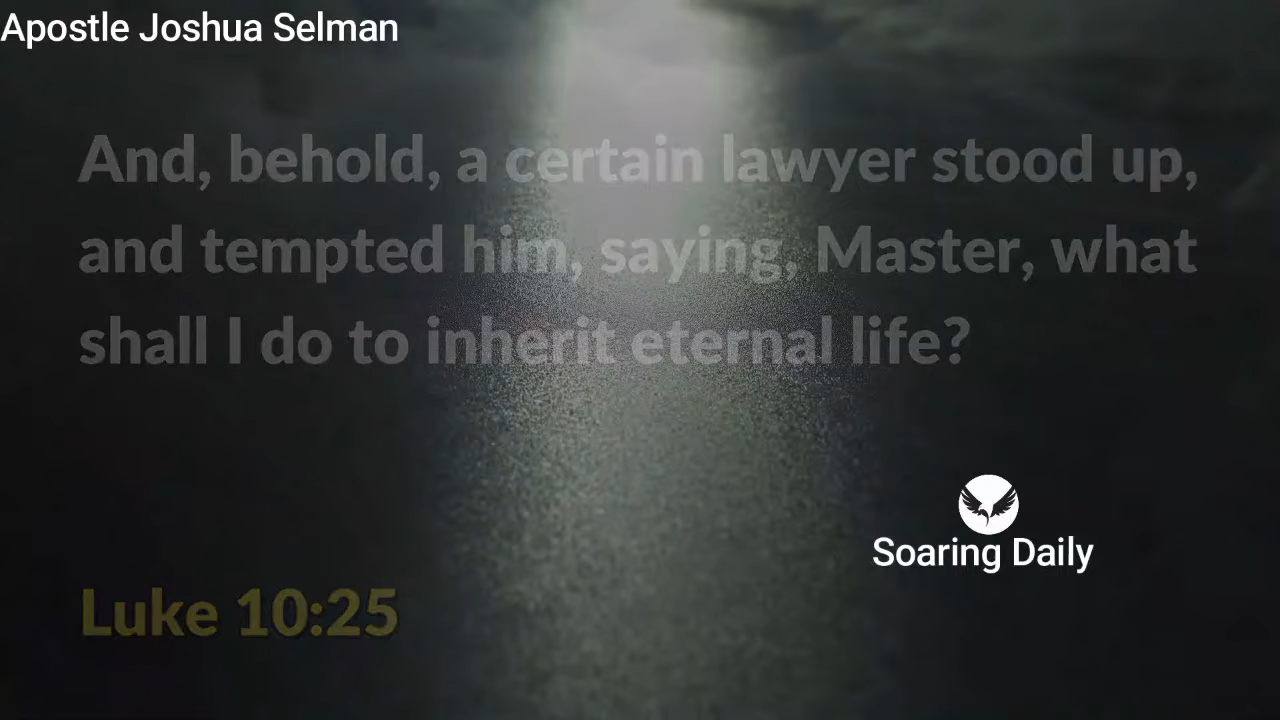 Apostle Joshua Selman
And, behold, a certain lawyer stood up,
and tempted him, saying, Master, what
shall I do to inherit eternal life?
Soaring Daily
Luke 10:25